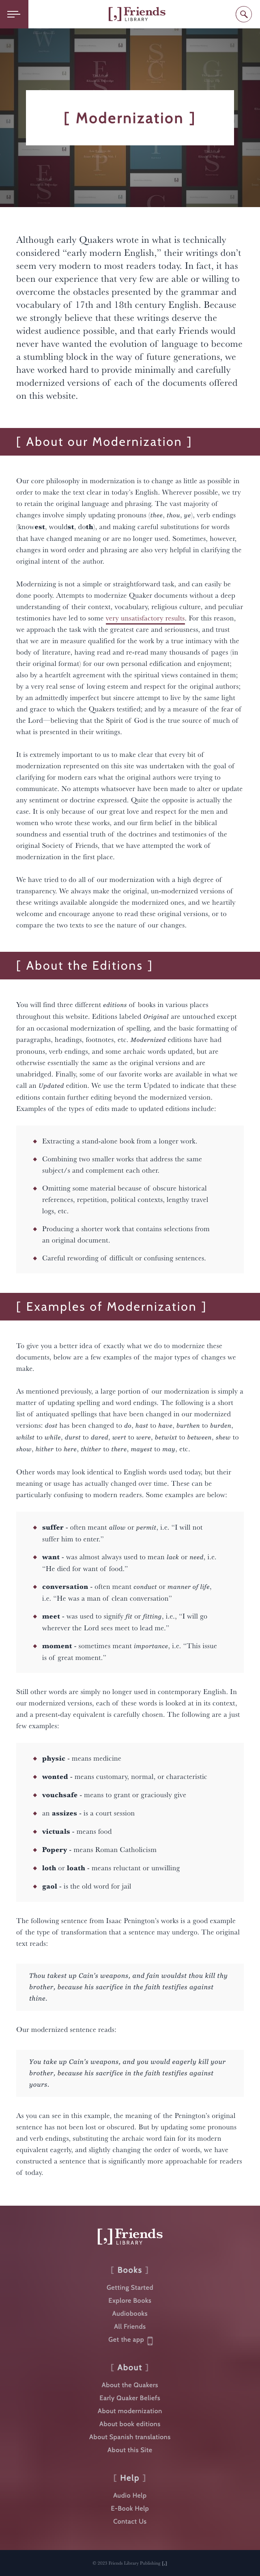 Friends
LIBRARY
[ Modernization ]
Although early Quakers wrote in what is technically
considered “early modern English,” their writings don’t
seem very modern to most readers today. In fact, it has
been our experience that very few are able or willing to
overcome the obstacles presented by the grammar and
vocabulary of 17th and 18th century English. Because
we strongly believe that these writings deserve the
widest audience possible, and that early Friends would
never have wanted the evolution of language to become
a stumbling block in the way of future generations, we
have worked hard to provide minimally and carefully
modernized versions of each of the documents offered
on this website.
[ About our Modernization ]
Our core philosophy in modernization is to change as little as possible in
order to make the text clear in today’s English. Wherever possible, we try
to retain the original language and phrasing. The vast majority of
changes involve simply updating pronouns (thee, thou, ye), verb endings
(knowest, wouldst, doth), and making careful substitutions for words
that have changed meaning or are no longer used. Sometimes, however,
changes in word order and phrasing are also very helpful in clarifying the
original intent of the author.
Modernizing is not a simple or straightforward task, and can easily be
done poorly. Attempts to modernize Quaker documents without a deep
understanding of their context, vocabulary, religious tenets, and peculiar
testimonies have led to some very unsatisfactory results. For this reason,
we approach the task with the greatest care and seriousness, and trust
that we are in measure qualified for the work by a true intimacy with the
body of literature, having read and re-read many thousands of pages (in
their original format) for our own personal edification and enjoyment;
also by a heartfelt agreement with the spiritual views contained in them;
by a very real sense of loving esteem and respect for the original authors;
by an admittedly imperfect but sincere attempt to live by the same light
and grace to which the Quakers testified; and by a measure of the fear of
the Lord—believing that the Spirit of God is the true source of much of
what is presented in their writings.
It is extremely important to us to make clear that every bit of
modernization represented on this site was undertaken with the goal of
clarifying for modern ears what the original authors were trying to
communicate. No attempts whatsoever have been made to alter or update
any sentiment or doctrine expressed. Quite the opposite is actually the
case. It is only because of our great love and respect for the men and
women who wrote these works, and our firm belief in the biblical
soundness and essential truth of the doctrines and testimonies of the
original Society of Friends, that we have attempted the work of
modernization in the first place.
We have tried to do all of our modernization with a high degree of
transparency. We always make the original, un-modernized versions of
these writings available alongside the modernized ones, and we heartily
welcome and encourage anyone to read these original versions, or to
compare the two texts to see the nature of our changes.
[ About the Editions ]
You will find three different editions of books in various places
throughout this website. Editions labeled Original are untouched except
for an occasional modernization of spelling, and the basic formatting of
paragraphs, headings, footnotes, etc. Modernized editions have had
pronouns, verb endings, and some archaic words updated, but are
otherwise essentially the same as the original versions and are
unabridged. Finally, some of our favorite works are available in what we
call an Updated edition. We use the term Updated to indicate that these
editions contain further editing beyond the modernized version.
Examples of the types of edits made to updated editions include:
Extracting a stand-alone book from a longer work.
Combining two smaller works that address the same
subject/s and complement each other.
Omitting some material because of obscure historical
references, repetition, political contexts, lengthy travel
logs, etc.
Producing a shorter work that contains selections from
an original document.
Careful rewording of difficult or confusing sentences.
[ Examples of Modernization ]
To give you a better idea of exactly what we do to modernize these
documents, below are a few examples of the major types of changes we
make.
As mentioned previously, a large portion of our modernization is simply a
matter of updating spelling and word endings. The following is a short
list of antiquated spellings that have been changed in our modernized
versions: dost has been changed to do, hast to have, burthen to burden,
whilst to while, durst to dared, wert to were, betwixt to between, shew to
show, hither to here, thither to there, mayest to may, etc.
Other words may look identical to English words used today, but their
meaning or usage has actually changed over time. These can be
particularly confusing to modern readers. Some examples are below:
suffer - often meant allow or permit, i.e. “I will not
suffer him to enter.”
want - was almost always used to mean lack or need, i.e.
“He died for want of food.”
conversation - often meant conduct or manner of life,
i.e. “He was a man of clean conversation”
meet - was used to signify fit or fitting, i.e., “I will go
wherever the Lord sees meet to lead me.”
moment - sometimes meant importance, i.e. “This issue
is of great moment.”
Still other words are simply no longer used in contemporary English. In
our modernized versions, each of these words is looked at in its context,
and a present-day equivalent is carefully chosen. The following are a just
few examples:
physic - means medicine
wonted - means customary, normal, or characteristic
vouchsafe - means to grant or graciously give
an assizes - is a court session
victuals - means food
Popery - means Roman Catholicism
loth or loath - means reluctant or unwilling
gaol - is the old word for jail
The following sentence from Isaac Penington’s works is a good example
of the type of transformation that a sentence may undergo. The original
text reads:
Thou takest up Cain’s weapons, and fain wouldst thou kill thy
brother, because his sacrifice in the faith testifies against
thine.
Our modernized sentence reads:
You take up Cain’s weapons, and you would eagerly kill your
brother, because his sacrifice in the faith testifies against
yours.
As you can see in this example, the meaning of the Penington’s original
sentence has not been lost or obscured. But by updating some pronouns
and verb endings, substituting the archaic word fain for its modern
equivalent eagerly, and slightly changing the order of words, we have
constructed a sentence that is significantly more approachable for readers
of today.
Friends
LIBRARY
[ Books ]
Getting Started
Explore Books
Audiobooks
All Friends
Get the app
[ About ]
About the Quakers
Early Quaker Beliefs
About modernization
About book editions
About Spanish translations
About this Site
[ Help ]
Audio Help
E-Book Help
Contact Us
Friends Library Publishing